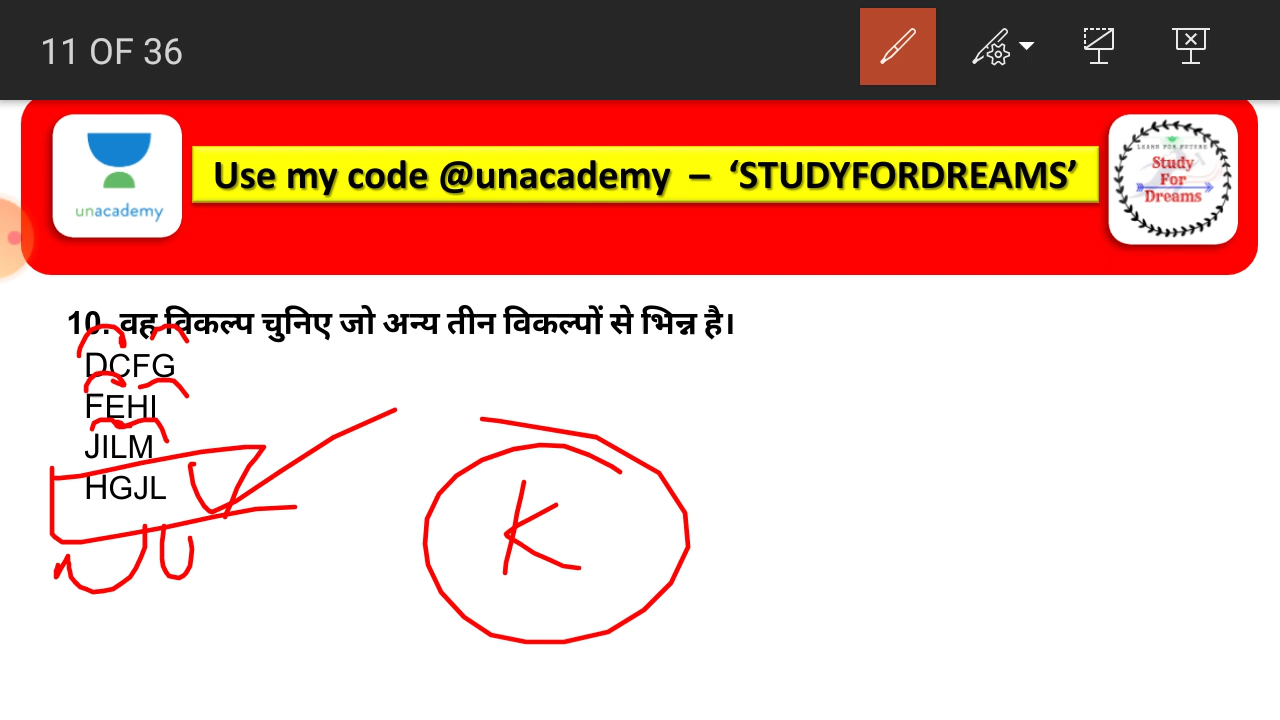 11 OF 36
unacademy
Use my code @unacademy – ‘STUDYFORDREAMS’
LEARN FOR FUTURE
Study
For
Dreams
10. वह विकल्प चुनिए जो अन्य तीन विकल्पों से भिन्न है।
DCFG
FEHI
JILM
HGJL
K